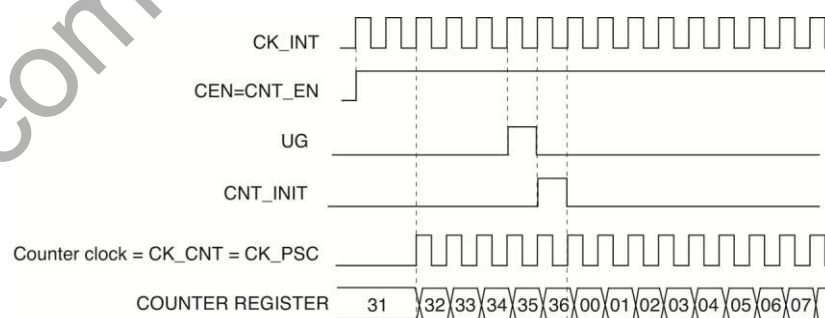 com
CK_INT
CEN=CNT_EN
UG
CNT_INIT
Counter clock = CK_CNT = CK_PSC
COUNTER REGISTER 31 32 33 34 35 36 00 01 02 03 04 05 06 07